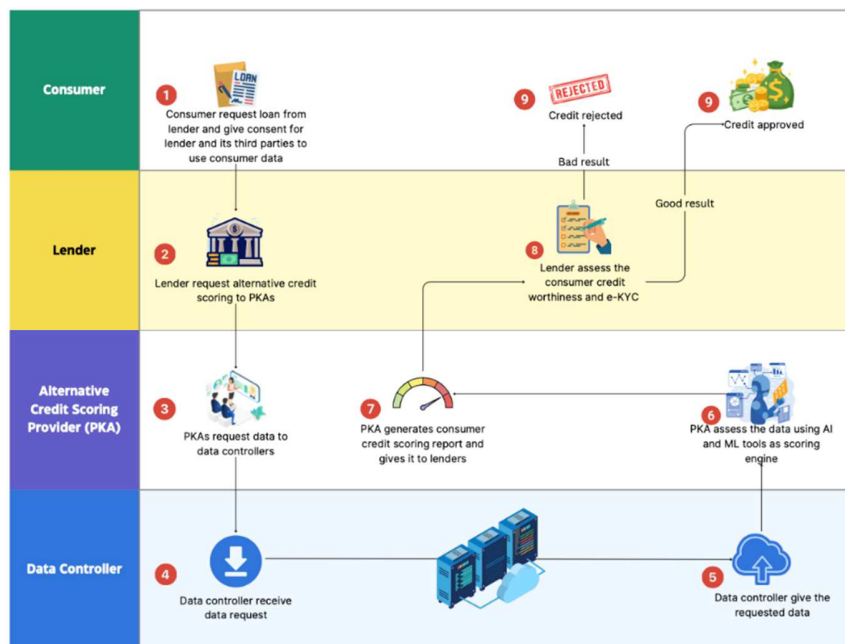 Consumer
LOAN
1
Consumer request loan from
lender and give consent for
lender and its third parties to
use consumer data
REJECTED
9
Credit rejected
9
Credit approved
Bad result
Lender
2
Lender request alternative credit
scoring to PKAs
8
Lender assess the
consumer credit
worthiness and e-KYC
Good result
Alternative
Credit Scoring
Provider (PKA)
3
PKAs request data to
data controllers
7
PKA generates consumer
credit scoring report and
gives it to lenders
6
PKA assess the data using AI
and ML tools as scoring
engine
Data Controller
4
Data controller receive
data request
5
Data controller give the
requested data